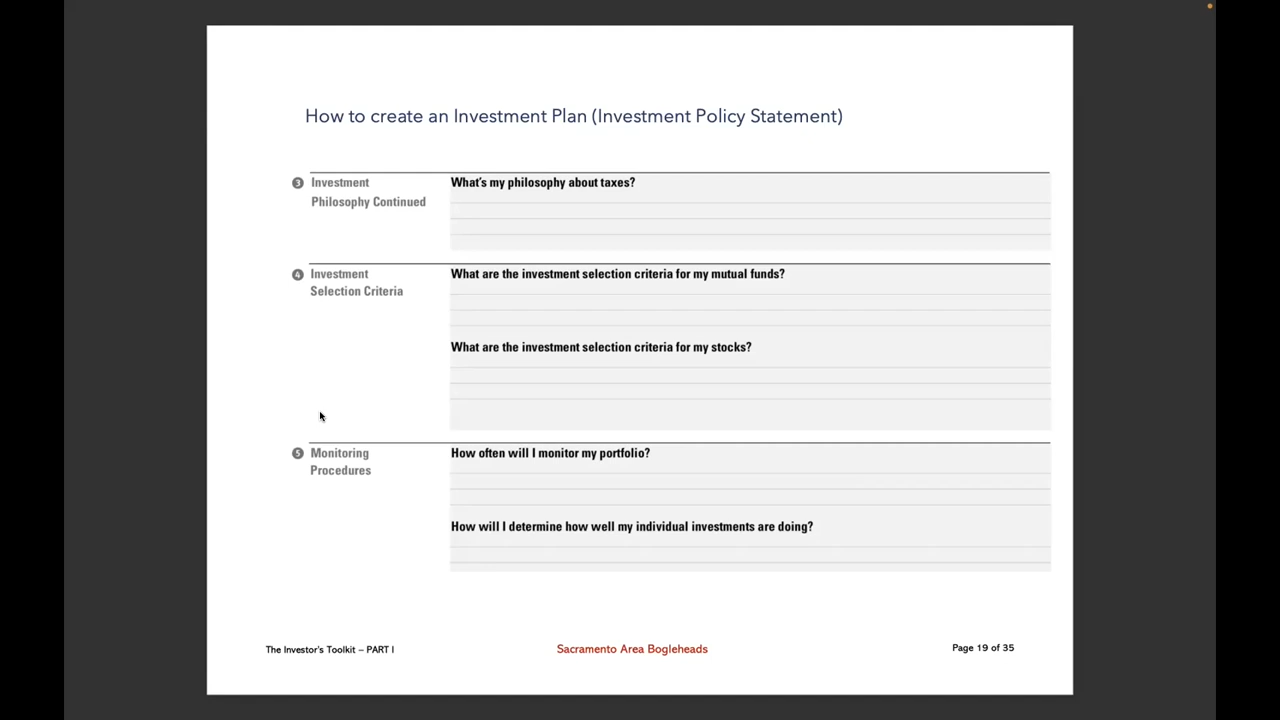 How to create an Investment Plan (Investment Policy Statement)
3 Investment
Philosophy Continued
What's my philosophy about taxes?
4 Investment
Selection Criteria
What are the investment selection criteria for my mutual funds?
What are the investment selection criteria for my stocks?
5 Monitoring
Procedures
How often will I monitor my portfolio?
How will I determine how well my individual investments are doing?
The Investor's Toolkit – PART I
Sacramento Area Bogleheads
Page 19 of 35